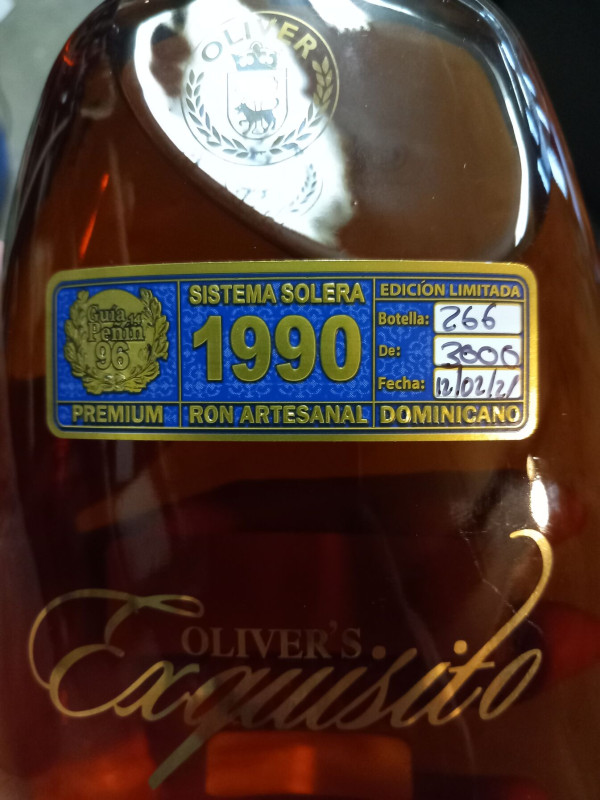 OLIVER
Guía del
Peñín
96
PREMIUM
SISTEMA SOLERA
1990
RON ARTESANAL
EDICIÓN LIMITADA
Botella: 266
De: 3000
Fecha: 12/02/21
DOMINICANO
OLIVER'S
Exquisito